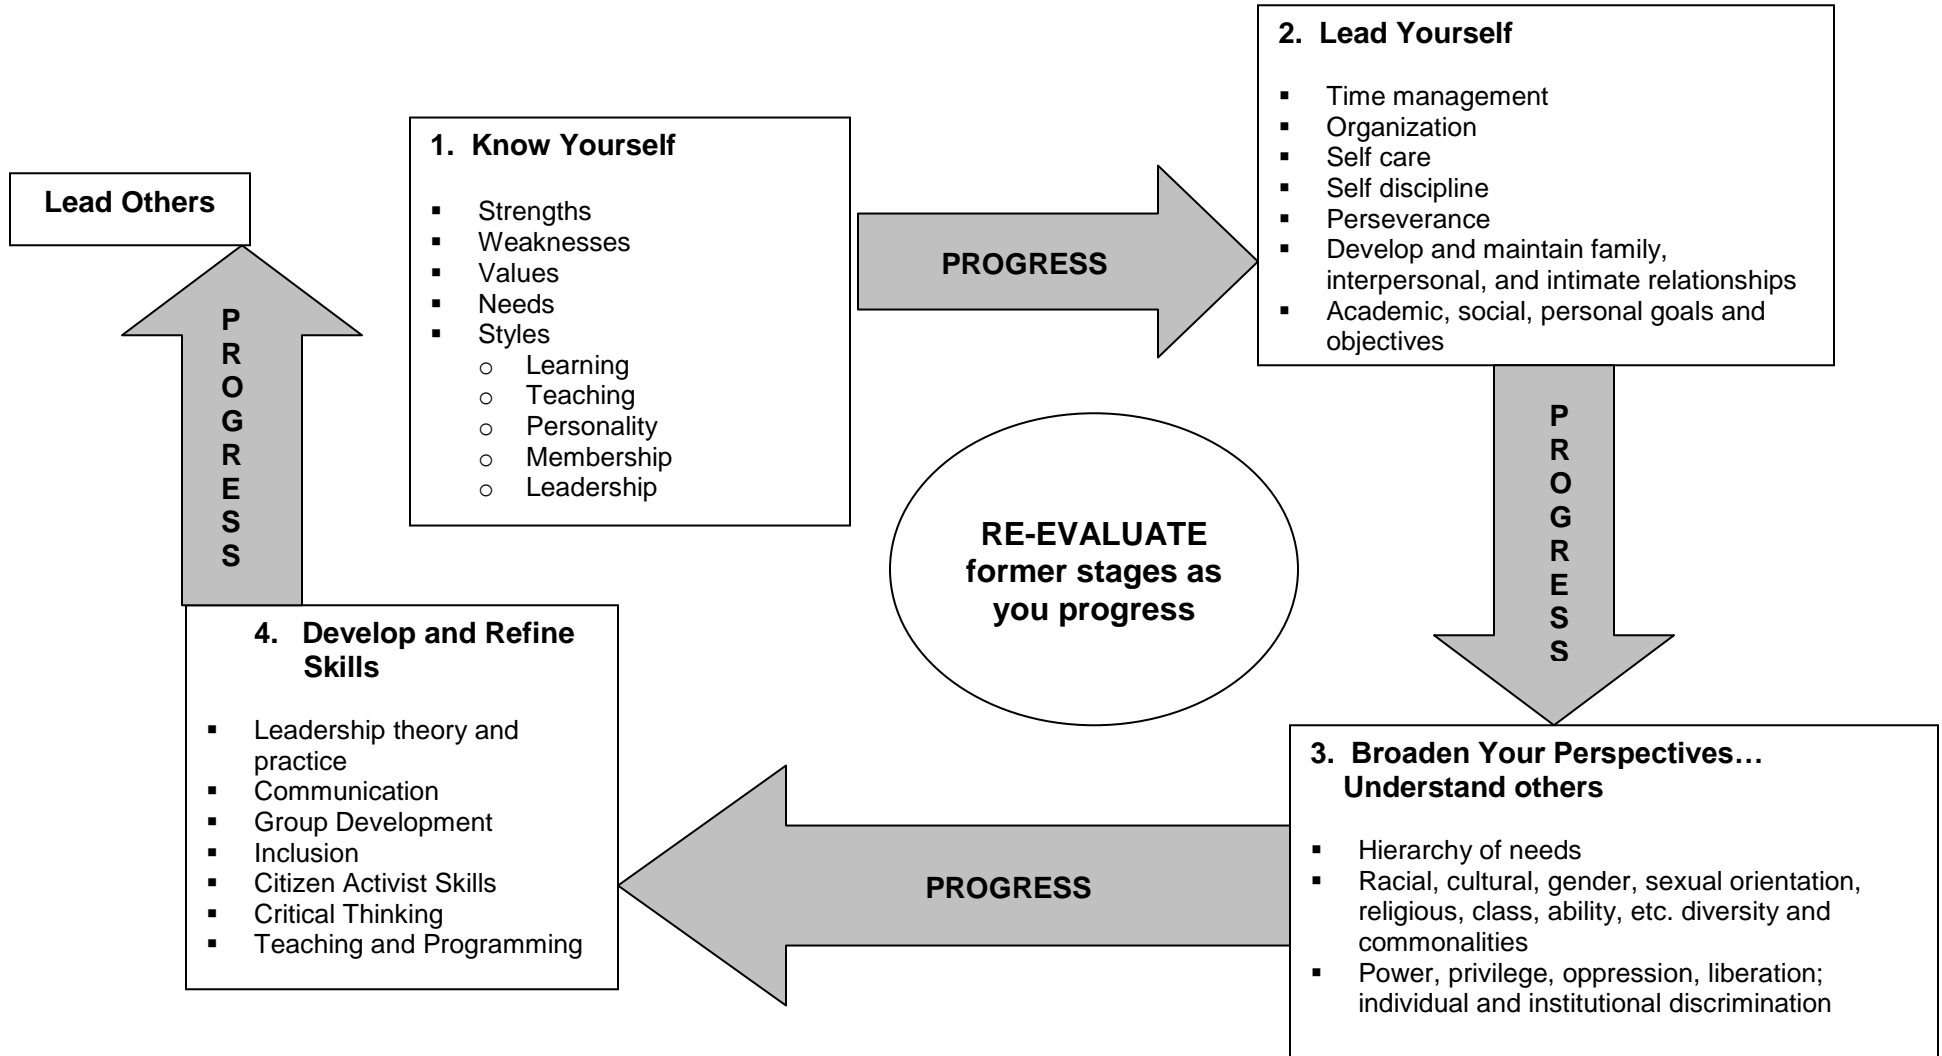 Lead Others
1. Know Yourself
▪ Strengths
▪ Weaknesses
▪ Values
▪ Needs
▪ Styles
o Learning
o Teaching
o Personality
o Membership
o Leadership
PROGRESS
2. Lead Yourself
▪ Time management
▪ Organization
▪ Self care
▪ Self discipline
▪ Perseverance
▪ Develop and maintain family,
interpersonal, and intimate relationships
▪ Academic, social, personal goals and
objectives
P
R
O
G
R
E
S
S
3. Broaden Your Perspectives…
Understand others
▪ Hierarchy of needs
▪ Racial, cultural, gender, sexual orientation,
religious, class, ability, etc. diversity and
commonalities
▪ Power, privilege, oppression, liberation;
individual and institutional discrimination
PROGRESS
4. Develop and Refine
Skills
▪ Leadership theory and
practice
▪ Communication
▪ Group Development
▪ Inclusion
▪ Citizen Activist Skills
▪ Critical Thinking
▪ Teaching and Programming
P
R
O
G
R
E
S
S
RE-EVALUATE
former stages as
you progress